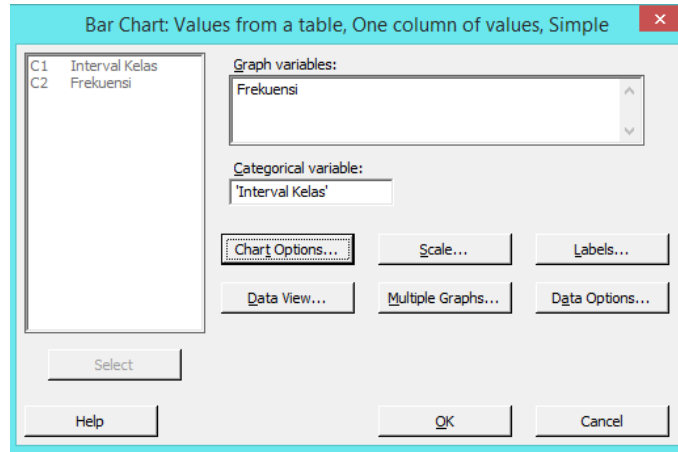 Bar Chart: Values from a table, One column of values, Simple
C1 Interval Kelas
C2 Frekuensi
Graph variables:
Frekuensi
Categorical variable:
'Interval Kelas'
Chart Options... Scale... Labels...
Data View... Multiple Graphs... Data Options...
Select
Help OK Cancel